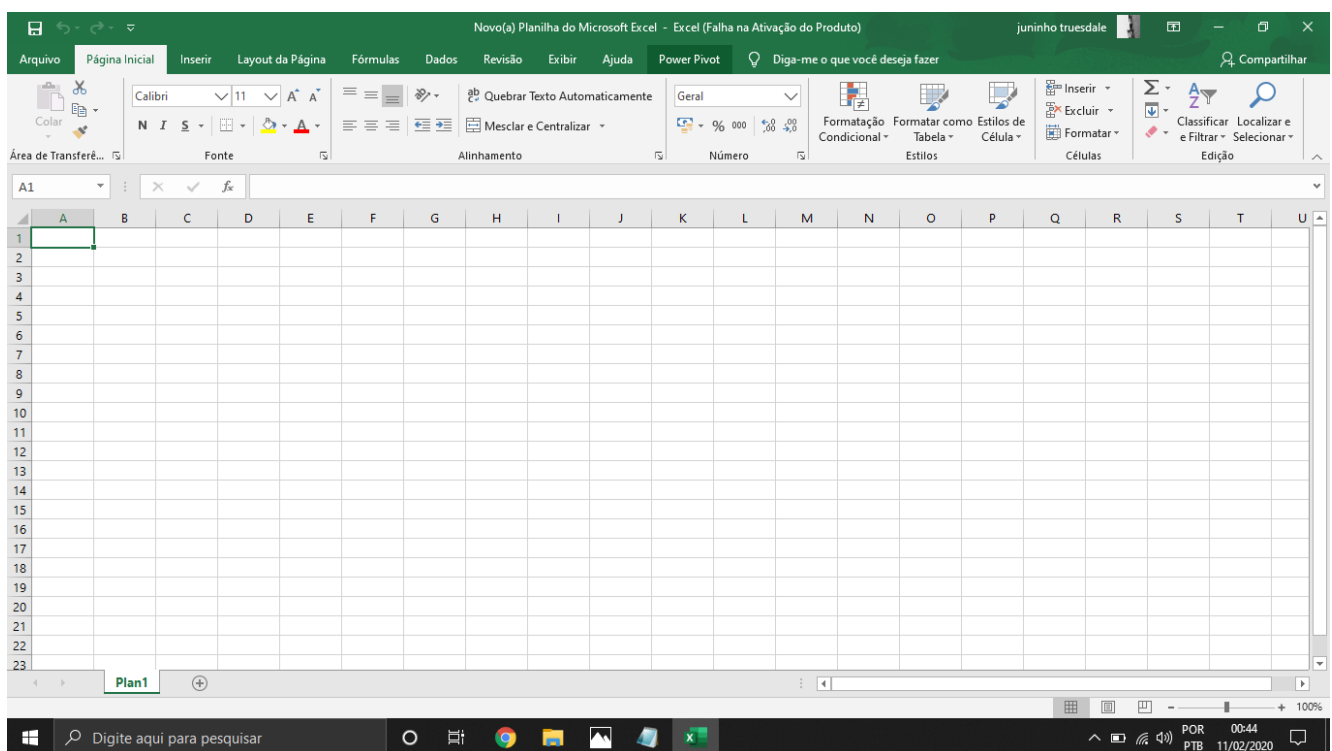 Novo(a) Planilha do Microsoft Excel - Excel (Falha na Ativação do Produto) juninho truesdale
Arquivo Página Inicial Inserir Layout da Página Fórmulas Dados Revisão Exibir Ajuda Power Pivot Diga-me o que você deseja fazer Compartilhar
Colar
Calibri 11 A A
N I S A
ab Quebrar Texto Automaticamente
Mesclar e Centralizar
Geral
% 000
Formatação Condicional
Formatar como Tabela
Estilos de Célula
Inserir
Excluir
Formatar
Classificar e Filtrar
Localizar e Selecionar
Área de Transferê... Fonte Alinhamento Número Estilos Células Edição
A1 fx
A B C D E F G H I J K L M N O P Q R S T U
1
2
3
4
5
6
7
8
9
10
11
12
13
14
15
16
17
18
19
20
21
22
23
Plan1
100%
Digite aqui para pesquisar POR 00:44
PTB 11/02/2020